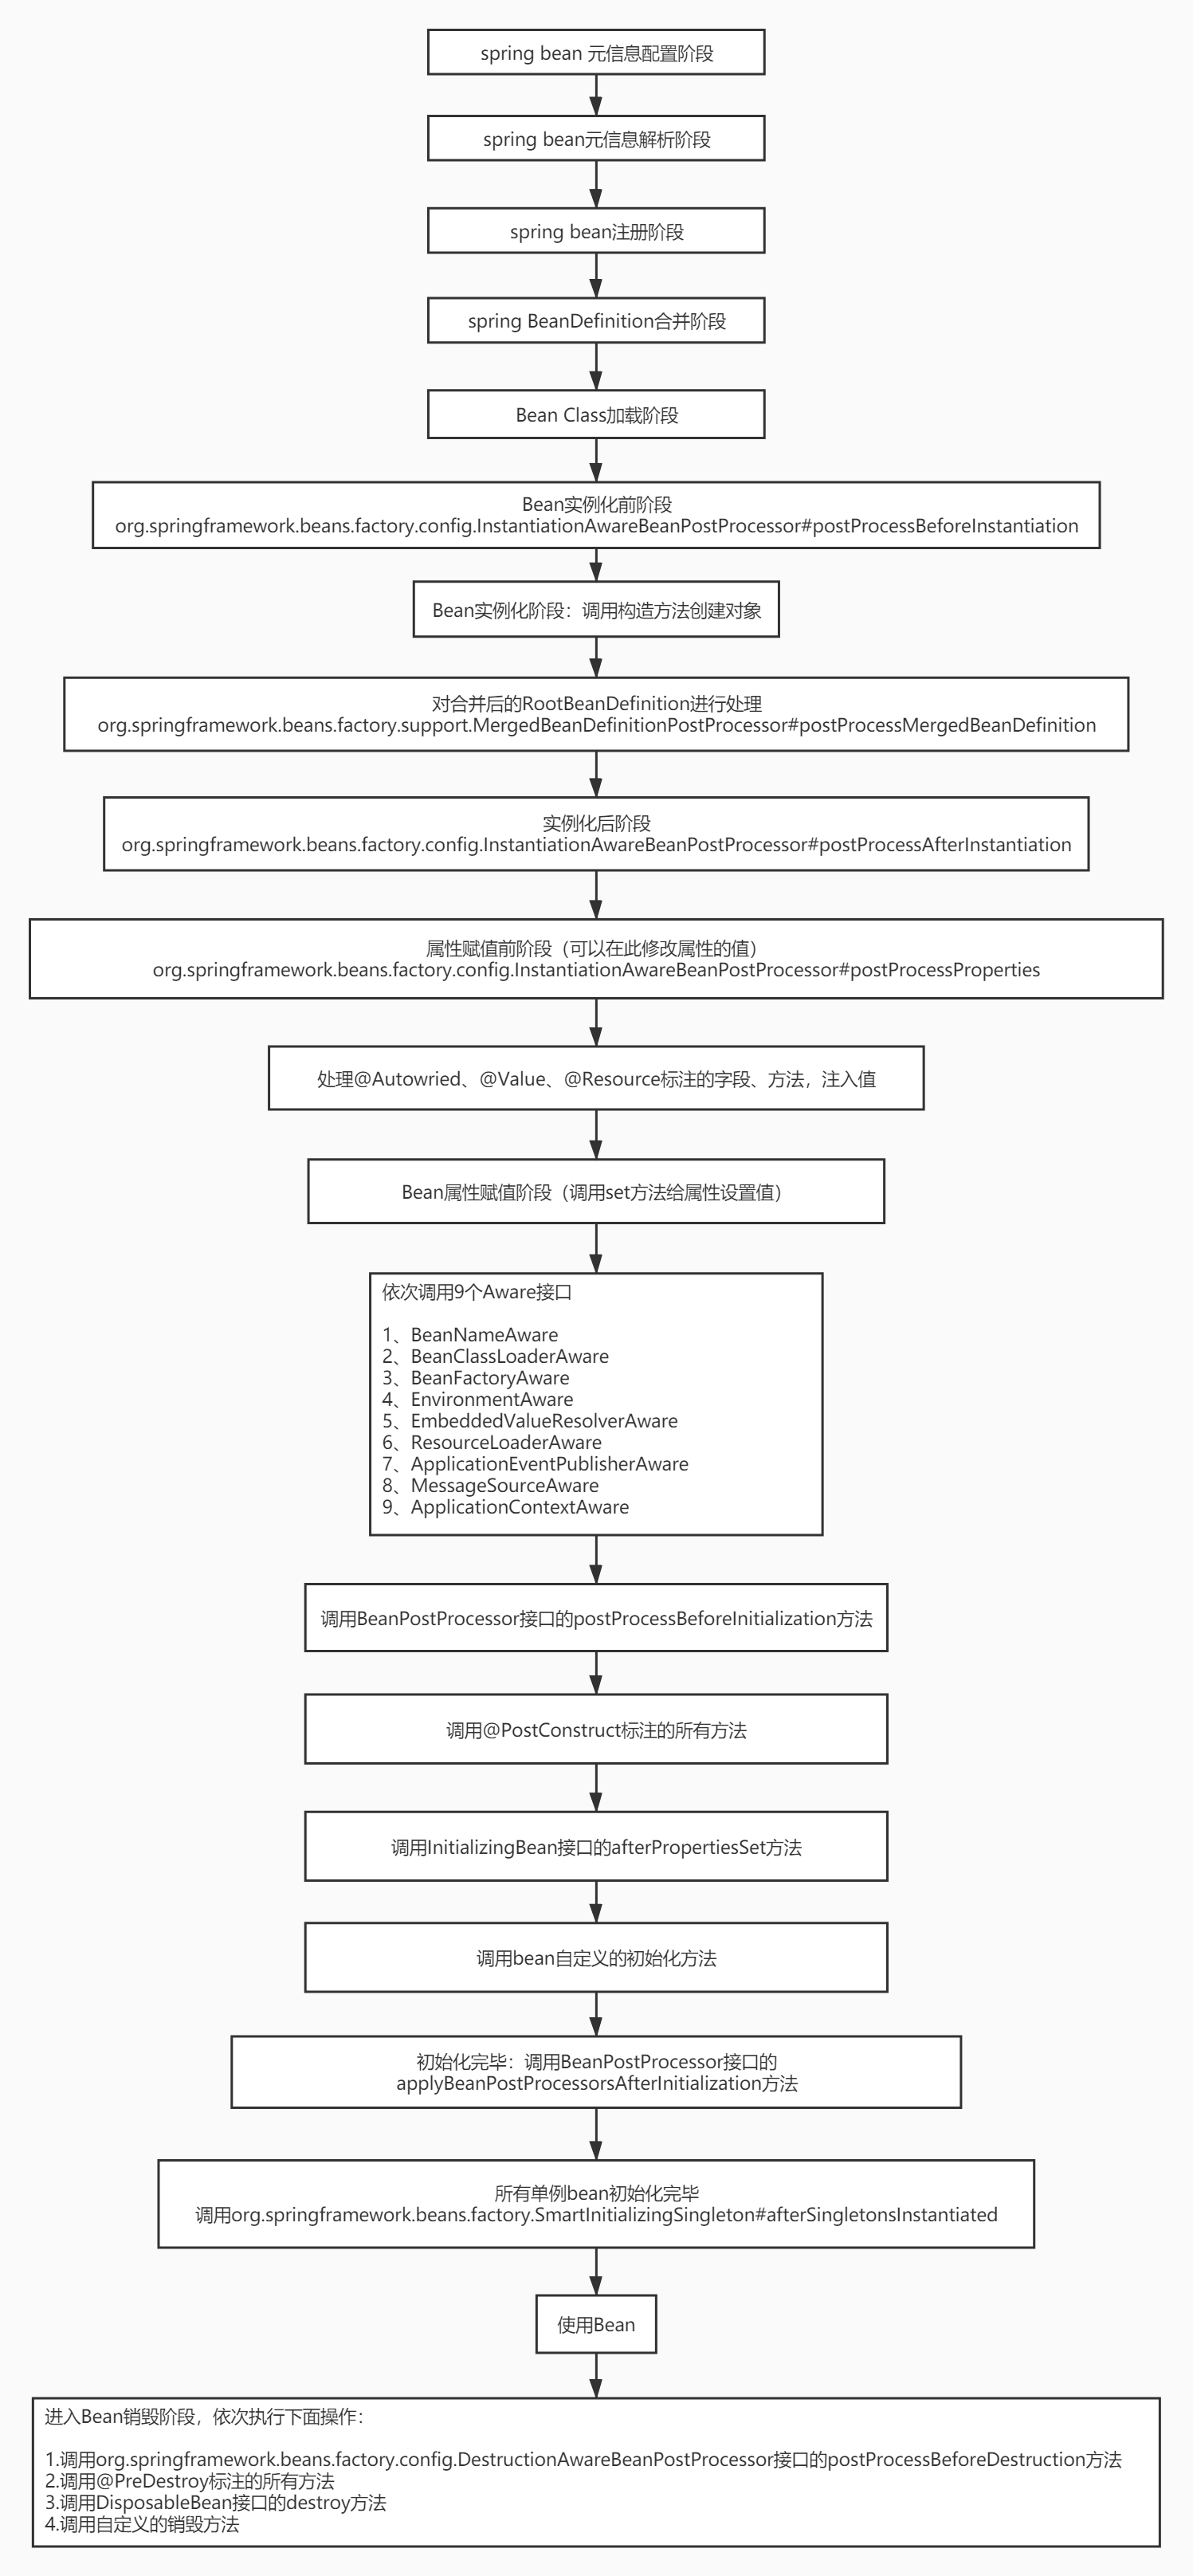 spring bean 元信息配置阶段
spring bean元信息解析阶段
spring bean注册阶段
spring BeanDefinition合并阶段
Bean Class加载阶段
Bean实例化前阶段
org.springframework.beans.factory.config.InstantiationAwareBeanPostProcessor#postProcessBeforeInstantiation
Bean实例化阶段：调用构造方法创建对象
对合并后的RootBeanDefinition进行处理
org.springframework.beans.factory.support.MergedBeanDefinitionPostProcessor#postProcessMergedBeanDefinition
实例化后阶段
org.springframework.beans.factory.config.InstantiationAwareBeanPostProcessor#postProcessAfterInstantiation
属性赋值前阶段（可以在此修改属性的值）
org.springframework.beans.factory.config.InstantiationAwareBeanPostProcessor#postProcessProperties
处理@Autowried、@Value、@Resource标注的字段、方法，注入值
Bean属性赋值阶段（调用set方法给属性设置值）
依次调用9个Aware接口
1、BeanNameAware
2、BeanClassLoaderAware
3、BeanFactoryAware
4、EnvironmentAware
5、EmbeddedValueResolverAware
6、ResourceLoaderAware
7、ApplicationEventPublisherAware
8、MessageSourceAware
9、ApplicationContextAware
调用BeanPostProcessor接口的postProcessBeforeInitialization方法
调用@PostConstruct标注的所有方法
调用InitializingBean接口的afterPropertiesSet方法
调用bean自定义的初始化方法
初始化完毕：调用BeanPostProcessor接口的
applyBeanPostProcessorsAfterInitialization方法
所有单例bean初始化完毕
调用org.springframework.beans.factory.SmartInitializingSingleton#afterSingletonsInstantiated
使用Bean
进入Bean销毁阶段，依次执行下面操作：
1.调用org.springframework.beans.factory.config.DestructionAwareBeanPostProcessor接口的postProcessBeforeDestruction方法
2.调用@PreDestroy标注的所有方法
3.调用DisposableBean接口的destroy方法
4.调用自定义的销毁方法